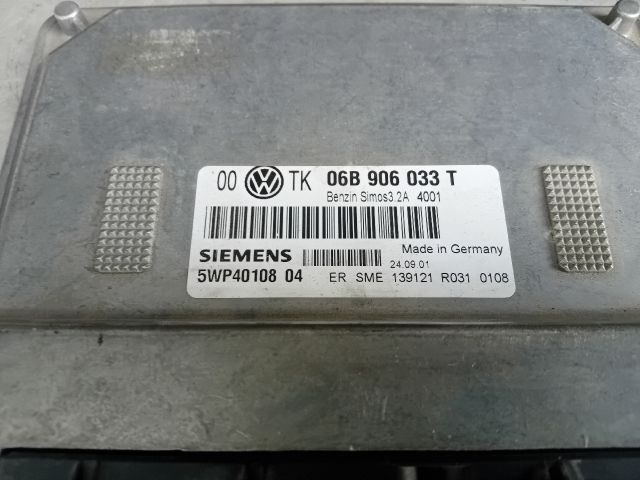 00 VW TK 06B 906 033 T
Benzin Simos3.2A 4001
SIEMENS Made in Germany
24.09.01
5WP40108 04 ER SME 139121 R031 0108